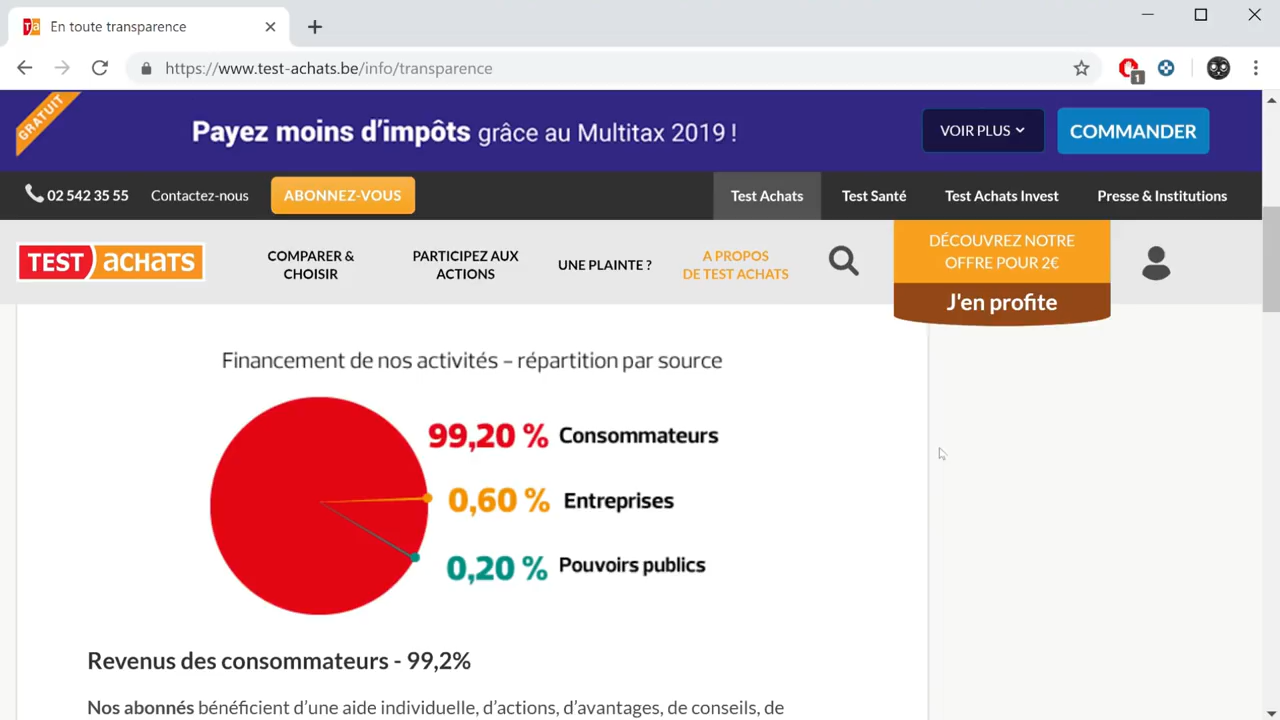 En toute transparence
https://www.test-achats.be/info/transparence
1
GRATUIT
Payez moins d'impôts grâce au Multitax 2019 !
VOIR PLUS
COMMANDER
02 542 35 55
Contactez-nous
ABONNEZ-VOUS
Test Achats
Test Santé
Test Achats Invest
Presse & Institutions
TEST achats
COMPARER &
CHOISIR
PARTICIPEZ AUX
ACTIONS
UNE PLAINTE ?
A PROPOS
DE TEST ACHATS
DÉCOUVREZ NOTRE
OFFRE POUR 2€
J'en profite
Financement de nos activités – répartition par source
99,20 % Consommateurs
0,60 % Entreprises
0,20 % Pouvoirs publics
Revenus des consommateurs - 99,2%
Nos abonnés bénéficient d'une aide individuelle, d'actions, d'avantages, de conseils, de